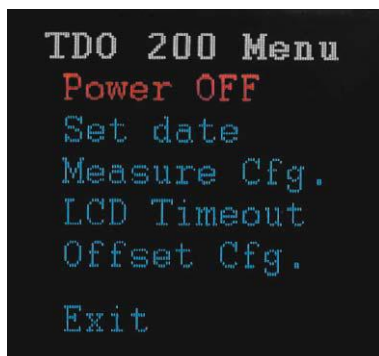 TDO 200 Menu
Power OFF
Set date
Measure Cfg.
LCD Timeout
Offset Cfg.
Exit